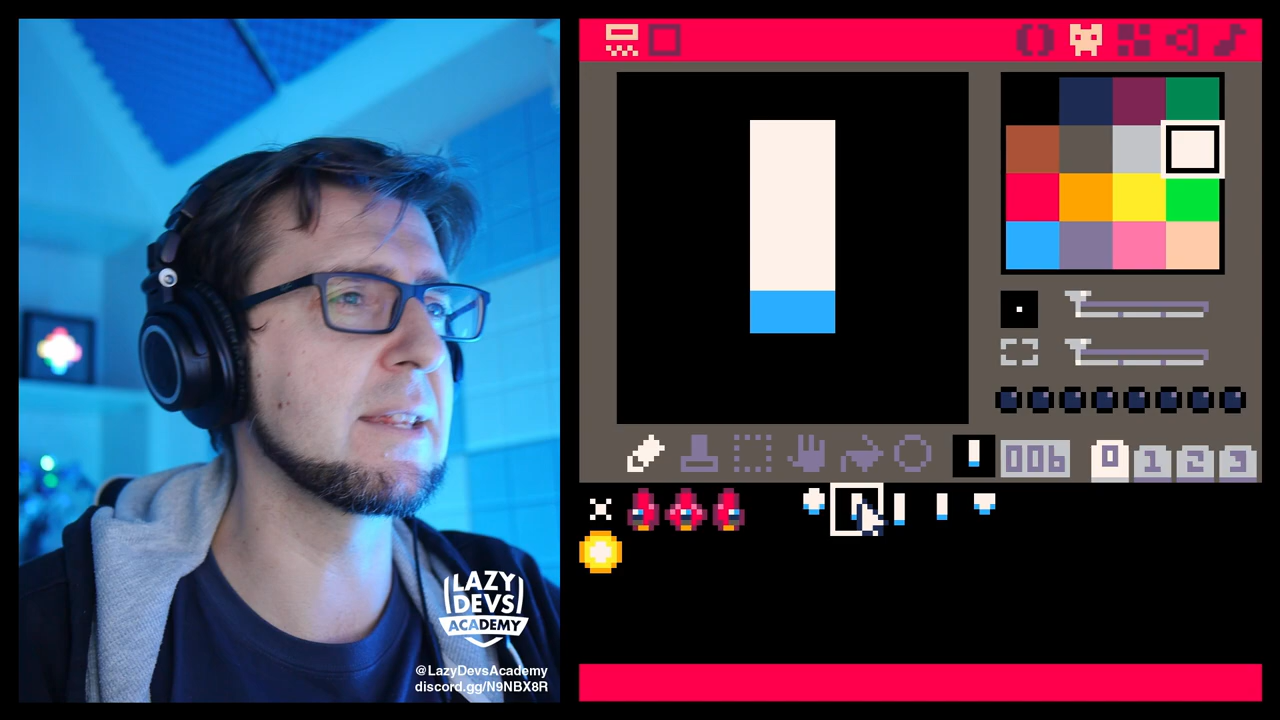 LAZY
DEVS
ACADEMY
@LazyDevsAcademy
discord.gg/N9NBX8R
006
0
1
2
3